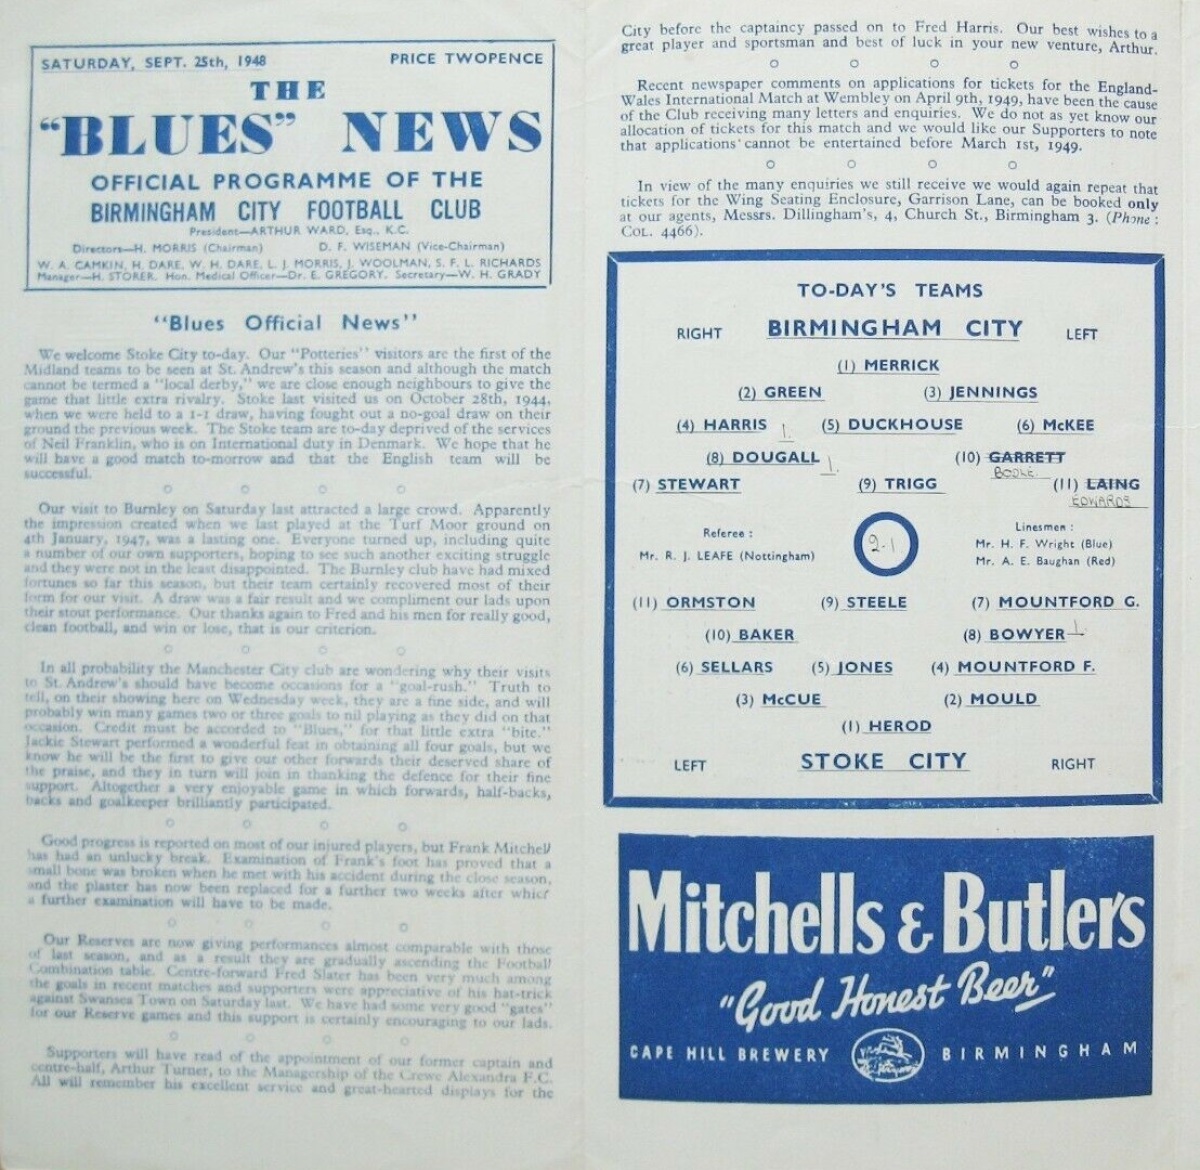 SATURDAY, SEPT. 25th, 1948 PRICE TWOPENCE
THE
"BLUES" NEWS
OFFICIAL PROGRAMME OF THE
BIRMINGHAM CITY FOOTBALL CLUB
President—ARTHUR WARD, Esq., K.C.
Directors—H. MORRIS (Chairman) D. F. WISEMAN (Vice-Chairman)
W. A. CAMKIN, H. DARE, W. H. DARE, L. J. MORRIS, J. WOOLMAN, S. F. L. RICHARDS
Manager—H. STORER. Hon. Medical Officer—Dr. E. GREGORY. Secretary—W. H. GRADY
"Blues Official News"
We welcome Stoke City to-day. Our "Potteries" visitors are the first of the
Midland teams to be seen at St. Andrew's this season and although the match
cannot be termed a "local derby," we are close enough neighbours to give the
game that little extra rivalry. Stoke last visited us on October 28th, 1944,
when we were held to a 1-1 draw, having fought out a no-goal draw on their
ground the previous week. The Stoke team are to-day deprived of the services
of Neil Franklin, who is on International duty in Denmark. We hope that he
will have a good match to-morrow and that the English team will be
successful.
Our visit to Burnley on Saturday last attracted a large crowd. Apparently
the impression created when we last played at the Turf Moor ground on
4th January, 1947, was a lasting one. Everyone turned up, including quite
a number of our own supporters, hoping to see such another exciting struggle
and they were not in the least disappointed. The Burnley club have had mixed
fortunes so far this season, but their team certainly recovered most of their
form for our visit. A draw was a fair result and we compliment our lads upon
their stout performance. Our thanks again to Fred and his men for really good,
clean football, and win or lose, that is our criterion.
In all probability the Manchester City club are wondering why their visits
to St. Andrew's should have become occasions for a "goal-rush." Truth to
tell, on their showing here on Wednesday week, they are a fine side, and will
probably win many games two or three goals to nil playing as they did on that
occasion. Credit must be accorded to "Blues," for that little extra "bite."
Jackie Stewart performed a wonderful feat in obtaining all four goals, but we
know he will be the first to give our other forwards their deserved share of
the praise, and they in turn will join in thanking the defence for their fine
support. Altogether a very enjoyable game in which forwards, half-backs,
backs and goalkeeper brilliantly participated.
Good progress is reported on most of our injured players, but Frank Mitchell
has had an unlucky break. Examination of Frank's foot has proved that a
small bone was broken when he met with his accident during the close season,
and the plaster has now been replaced for a further two weeks after which
a further examination will have to be made.
Our Reserves are now giving performances almost comparable with those
of last season, and as a result they are gradually ascending the Football
Combination table. Centre-forward Fred Slater has been very much among
the goals in recent matches and supporters were appreciative of his hat-trick
against Swansea Town on Saturday last. We have had some very good "gates"
for our Reserve games and this support is certainly encouraging to our lads.
Supporters will have read of the appointment of our former captain and
centre-half, Arthur Turner, to the Managership of the Crewe Alexandra F.C.
All will remember his excellent service and great-hearted displays for the
City before the captaincy passed on to Fred Harris. Our best wishes to a
great player and sportsman and best of luck in your new venture, Arthur.
Recent newspaper comments on applications for tickets for the England-
Wales International Match at Wembley on April 9th, 1949, have been the cause
of the Club receiving many letters and enquiries. We do not as yet know our
allocation of tickets for this match and we would like our Supporters to note
that applications cannot be entertained before March 1st, 1949.
In view of the many enquiries we still receive we would again repeat that
tickets for the Wing Seating Enclosure, Garrison Lane, can be booked only
at our agents, Messrs. Dillingham's, 4, Church St., Birmingham 3. (Phone :
COL. 4466).
TO-DAY'S TEAMS
RIGHT BIRMINGHAM CITY LEFT
(1) MERRICK
(2) GREEN (3) JENNINGS
(4) HARRIS 1. (5) DUCKHOUSE (6) McKEE
(8) DOUGALL 1. (10) GARRETT
BODLE.
(7) STEWART (9) TRIGG (11) LAING
EDWARDS
Referee : Linesmen :
Mr. R. J. LEAFE (Nottingham) 2-1 Mr. H. F. Wright (Blue)
Mr. A. E. Baughan (Red)
(11) ORMSTON (9) STEELE (7) MOUNTFORD G.
(10) BAKER (8) BOWYER 1.
(6) SELLARS (5) JONES (4) MOUNTFORD F.
(3) McCUE (2) MOULD
(1) HEROD
LEFT STOKE CITY RIGHT
Mitchells & Butlers
"Good Honest Beer"
CAPE HILL BREWERY BIRMINGHAM